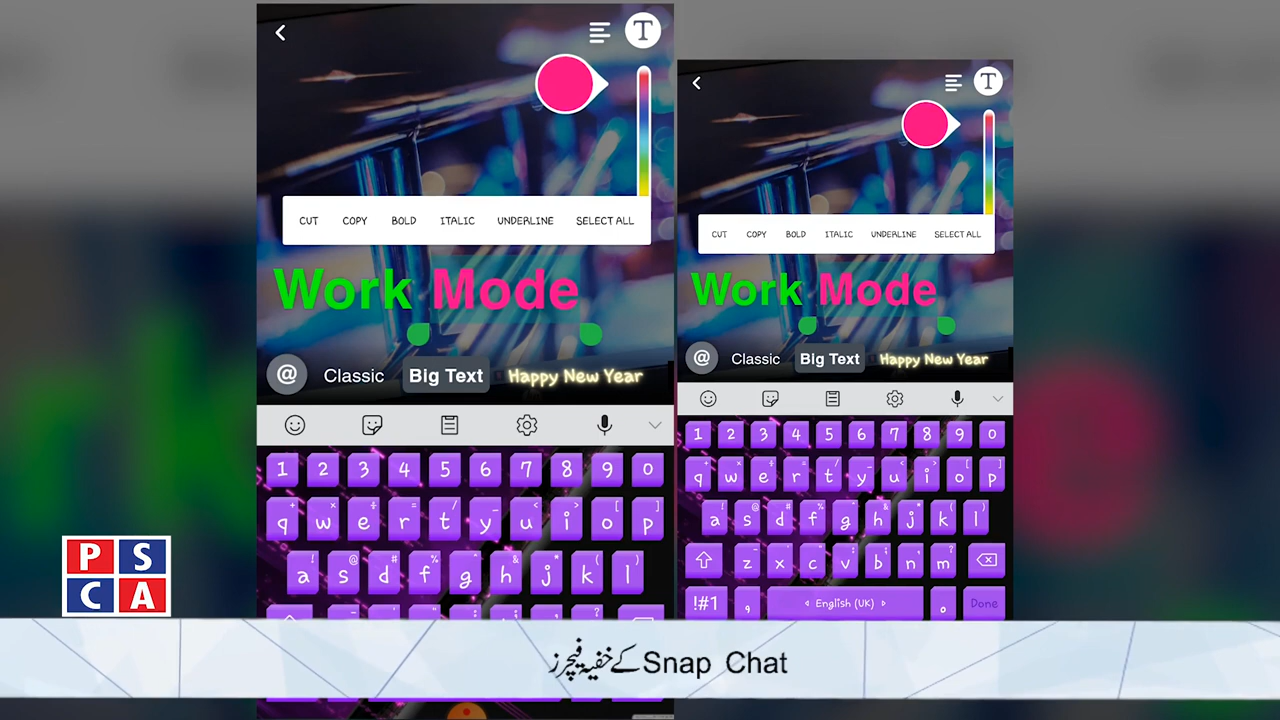 T
CUT COPY BOLD ITALIC UNDERLINE SELECT ALL
Work Mode
@ Classic Big Text Happy New Year
1 2 3 4 5 6 7 8 9 0
q w e r t y u i o p
a s d f g h j k l
T
CUT COPY BOLD ITALIC UNDERLINE SELECT ALL
Work Mode
@ Classic Big Text Happy New Year
1 2 3 4 5 6 7 8 9 0
q w e r t y u i o p
a s d f g h j k l
z x c v b n m
!#1 , English (UK) . Done
PSCA
Snap Chat کے خفیہ فیچرز